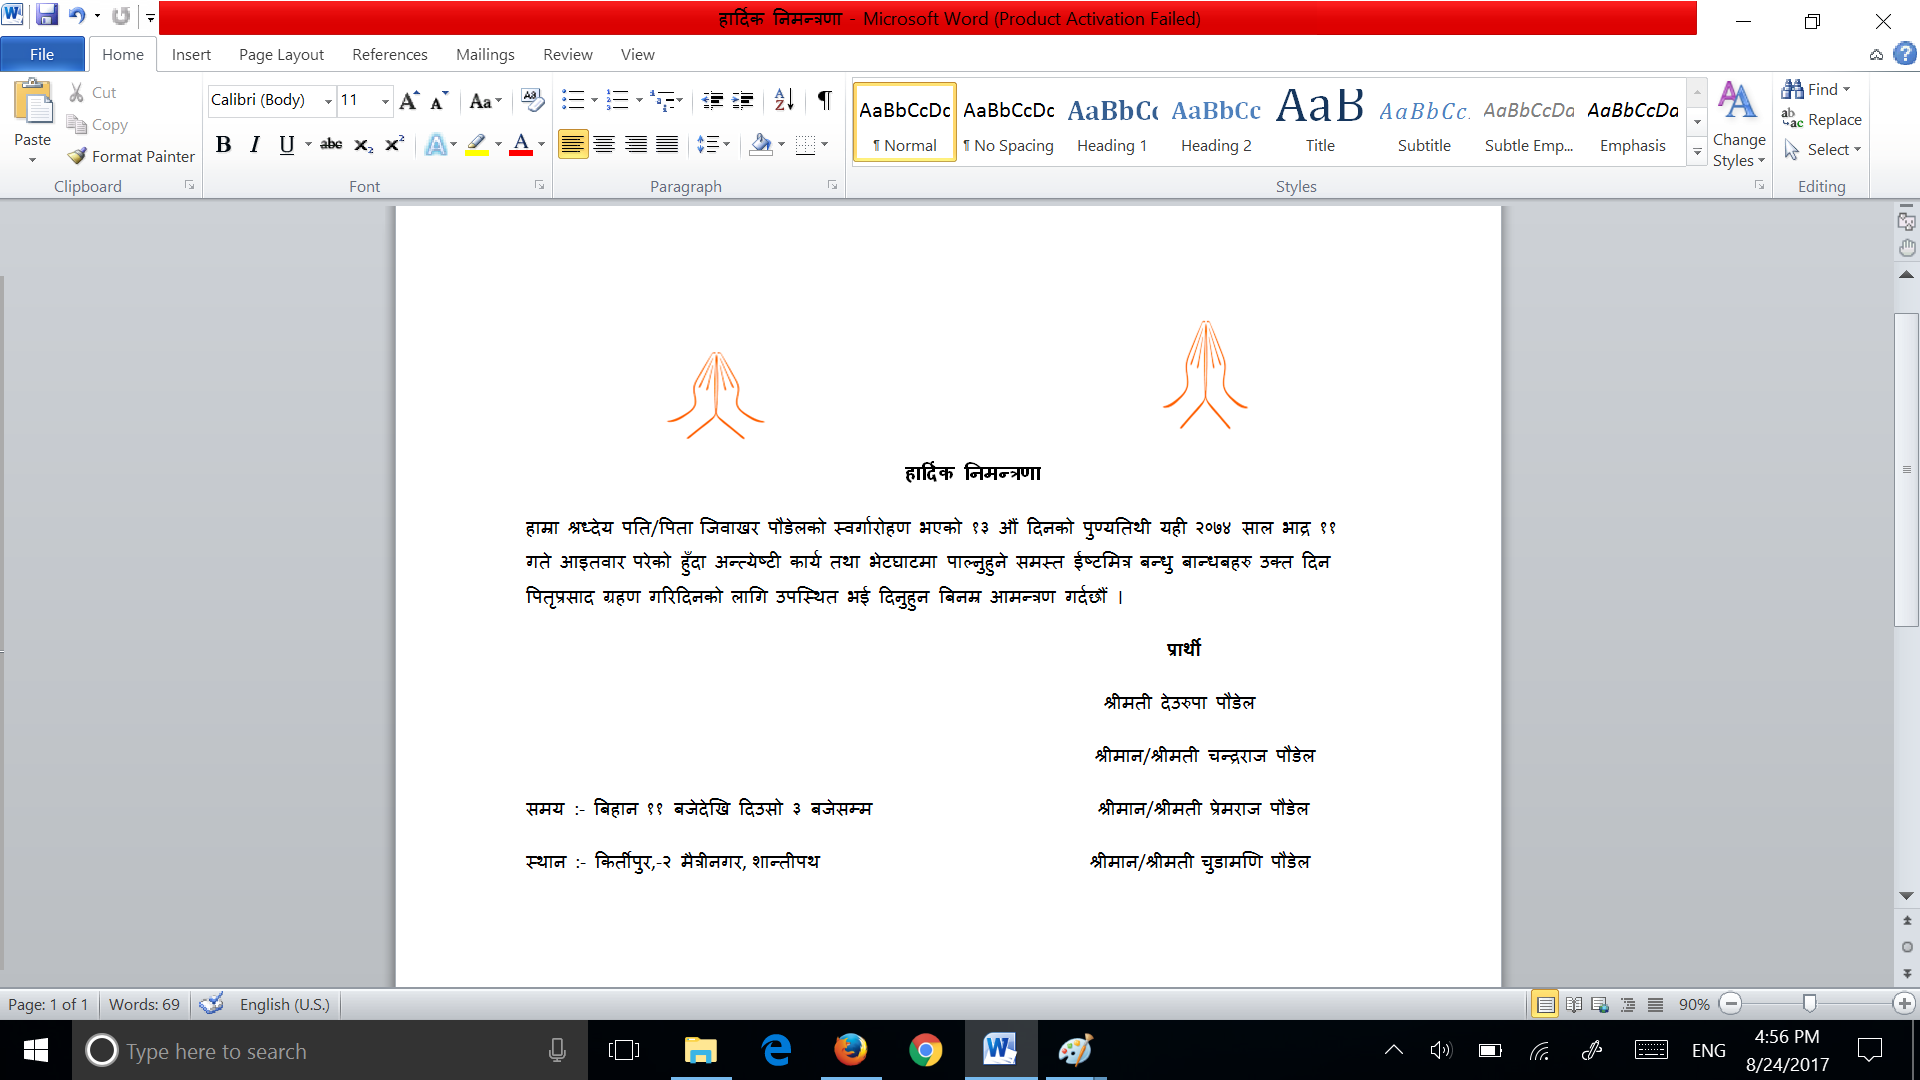 हार्दिक निमन्त्रणा - Microsoft Word (Product Activation Failed)
File Home Insert Page Layout References Mailings Review View
Paste
Cut
Copy
Format Painter
Clipboard
Calibri (Body) 11
Font
Paragraph
AaBbCcDc AaBbCcDc AaBbCc AaBbCc AaB AaBbCc. AaBbCcDa AaBbCcDa
¶ Normal ¶ No Spacing Heading 1 Heading 2 Title Subtitle Subtle Emp... Emphasis
Styles
Change Styles
Find
Replace
Select
Editing
हार्दिक निमन्त्रणा
हाम्रा श्रध्देय पति/पिता जिवाखर पौडेलको स्वर्गारोहण भएको १३ औं दिनको पुण्यतिथी यही २०७४ साल भाद्र ११
गते आइतवार परेको हुँदा अन्त्येष्टी कार्य तथा भेटघाटमा पाल्नुहुने समस्त ईष्टमित्र बन्धु बान्धबहरु उक्त दिन
पितृप्रसाद ग्रहण गरिदिनको लागि उपस्थित भई दिनुहुन बिनम्र आमन्त्रण गर्दछौं ।
प्रार्थी
श्रीमती देउरुपा पौडेल
श्रीमान/श्रीमती चन्द्रराज पौडेल
समय :- बिहान ११ बजेदेखि दिउसो ३ बजेसम्म श्रीमान/श्रीमती प्रेमराज पौडेल
स्थान :- किर्तीपुर,-२ मैत्रीनगर, शान्तीपथ श्रीमान/श्रीमती चुडामणि पौडेल
Page: 1 of 1 Words: 69 English (U.S.) 90%
Type here to search
ENG
4:56 PM
8/24/2017